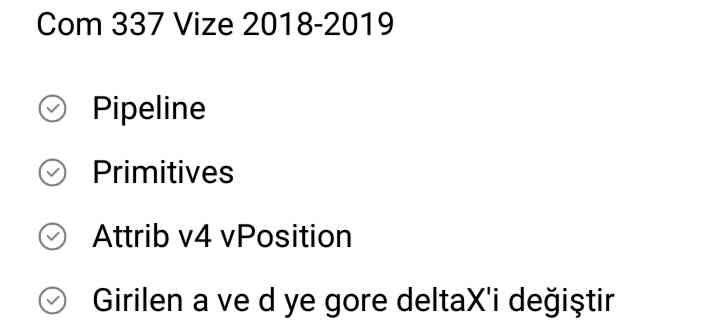 Com 337 Vize 2018-2019
Pipeline
Primitives
Attrib v4 vPosition
Girilen a ve d ye gore deltaX'i değiştir